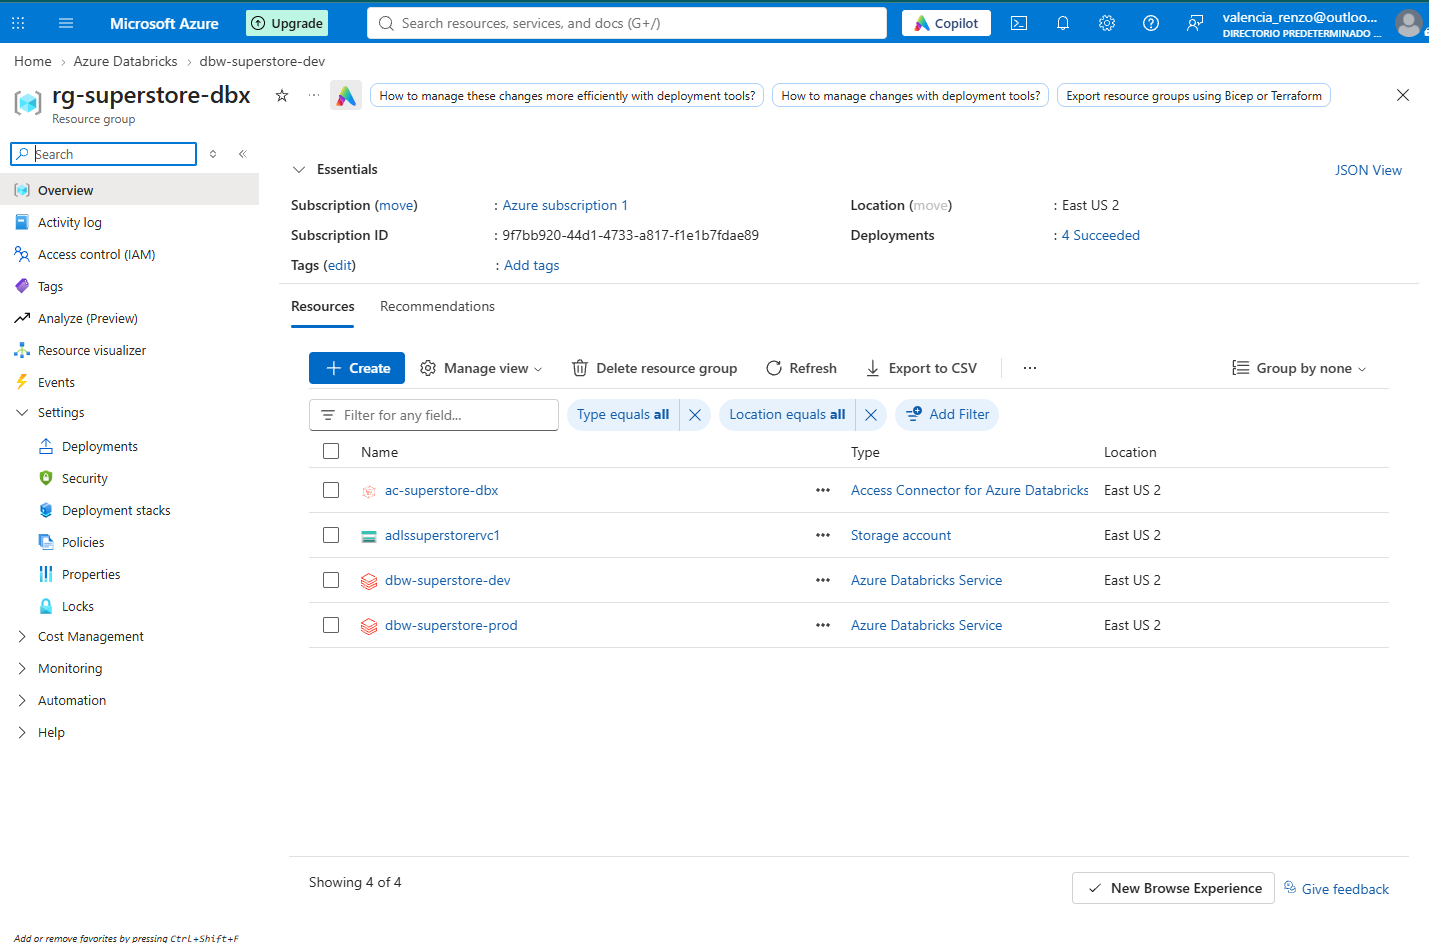 Microsoft Azure
Upgrade
Search resources, services, and docs (G+/)
Copilot
valencia_renzo@outloo...
DIRECTORIO PREDETERMINADO ...
Home > Azure Databricks > dbw-superstore-dev
rg-superstore-dbx
Resource group
How to manage these changes more efficiently with deployment tools?
How to manage changes with deployment tools?
Export resource groups using Bicep or Terraform
Search
Overview
Activity log
Access control (IAM)
Tags
Analyze (Preview)
Resource visualizer
Events
Settings
Deployments
Security
Deployment stacks
Policies
Properties
Locks
Cost Management
Monitoring
Automation
Help
Add or remove favorites by pressing Ctrl+Shift+F
Essentials
JSON View
Subscription (move) : Azure subscription 1
Location (move) : East US 2
Subscription ID : 9f7bb920-44d1-4733-a817-f1e1b7fdae89
Deployments : 4 Succeeded
Tags (edit) : Add tags
Resources Recommendations
Create Manage view Delete resource group Refresh Export to CSV ... Group by none
Filter for any field... Type equals all Location equals all Add Filter
Name Type Location
ac-superstore-dbx ... Access Connector for Azure Databricks East US 2
adlssuperstorervc1 ... Storage account East US 2
dbw-superstore-dev ... Azure Databricks Service East US 2
dbw-superstore-prod ... Azure Databricks Service East US 2
Showing 4 of 4
New Browse Experience Give feedback